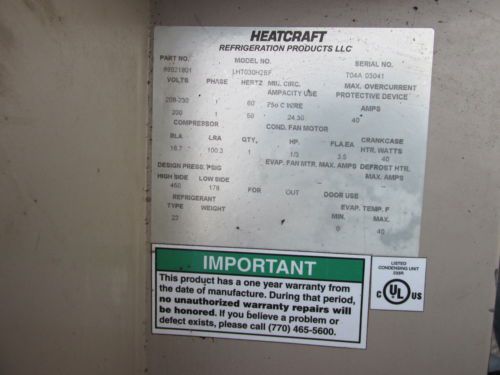 HEATCRAFT
REFRIGERATION PRODUCTS LLC
PART NO. MODEL NO. SERIAL NO.
LHT030H2BF T04A 03041
VOLTS PHASE HERTZ MIN. CIRC. MAX. OVERCURRENT
AMPACITY USE PROTECTIVE DEVICE
208-230 1 60 75o C WIRE AMPS
200 1 50 24.30 40
COMPRESSOR COND. FAN MOTOR
RLA LRA QTY. HP. FLA.EA CRANKCASE
HTR. WATTS
16.7 100.3 1 1/3 3.5 40
DESIGN PRESS. PSIG EVAP. FAN MTR. MAX. AMPS DEFROST HTR.
MAX. AMPS
HIGH SIDE LOW SIDE
450 179 FOR OUT DOOR USE
REFRIGERANT EVAP. TEMP. F
TYPE WEIGHT MIN. MAX.
22 0 40
IMPORTANT
This product has a one year warranty from
the date of manufacture. During that period,
no unauthorized warranty repairs will
be honored. If you believe a problem or
defect exists, please call (770) 465-5600.
LISTED
CONDENSING UNIT
C UL US